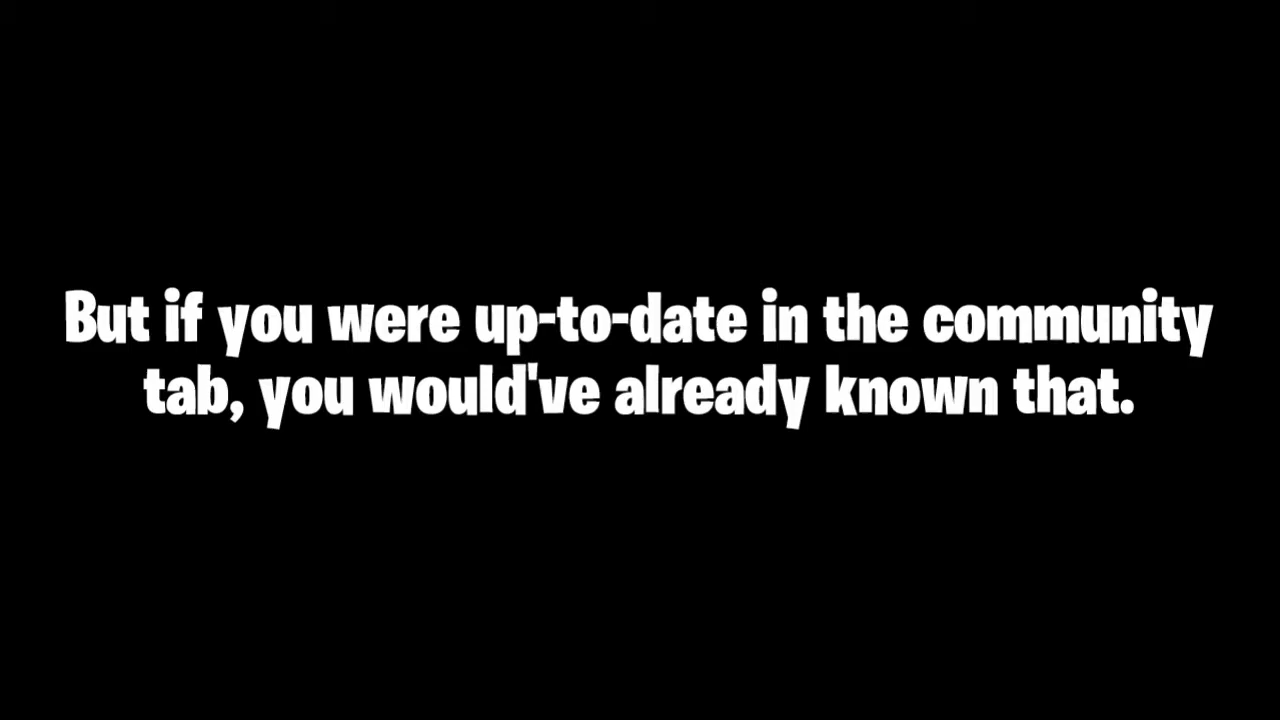 But if you were up-to-date in the community
tab, you would've already known that.